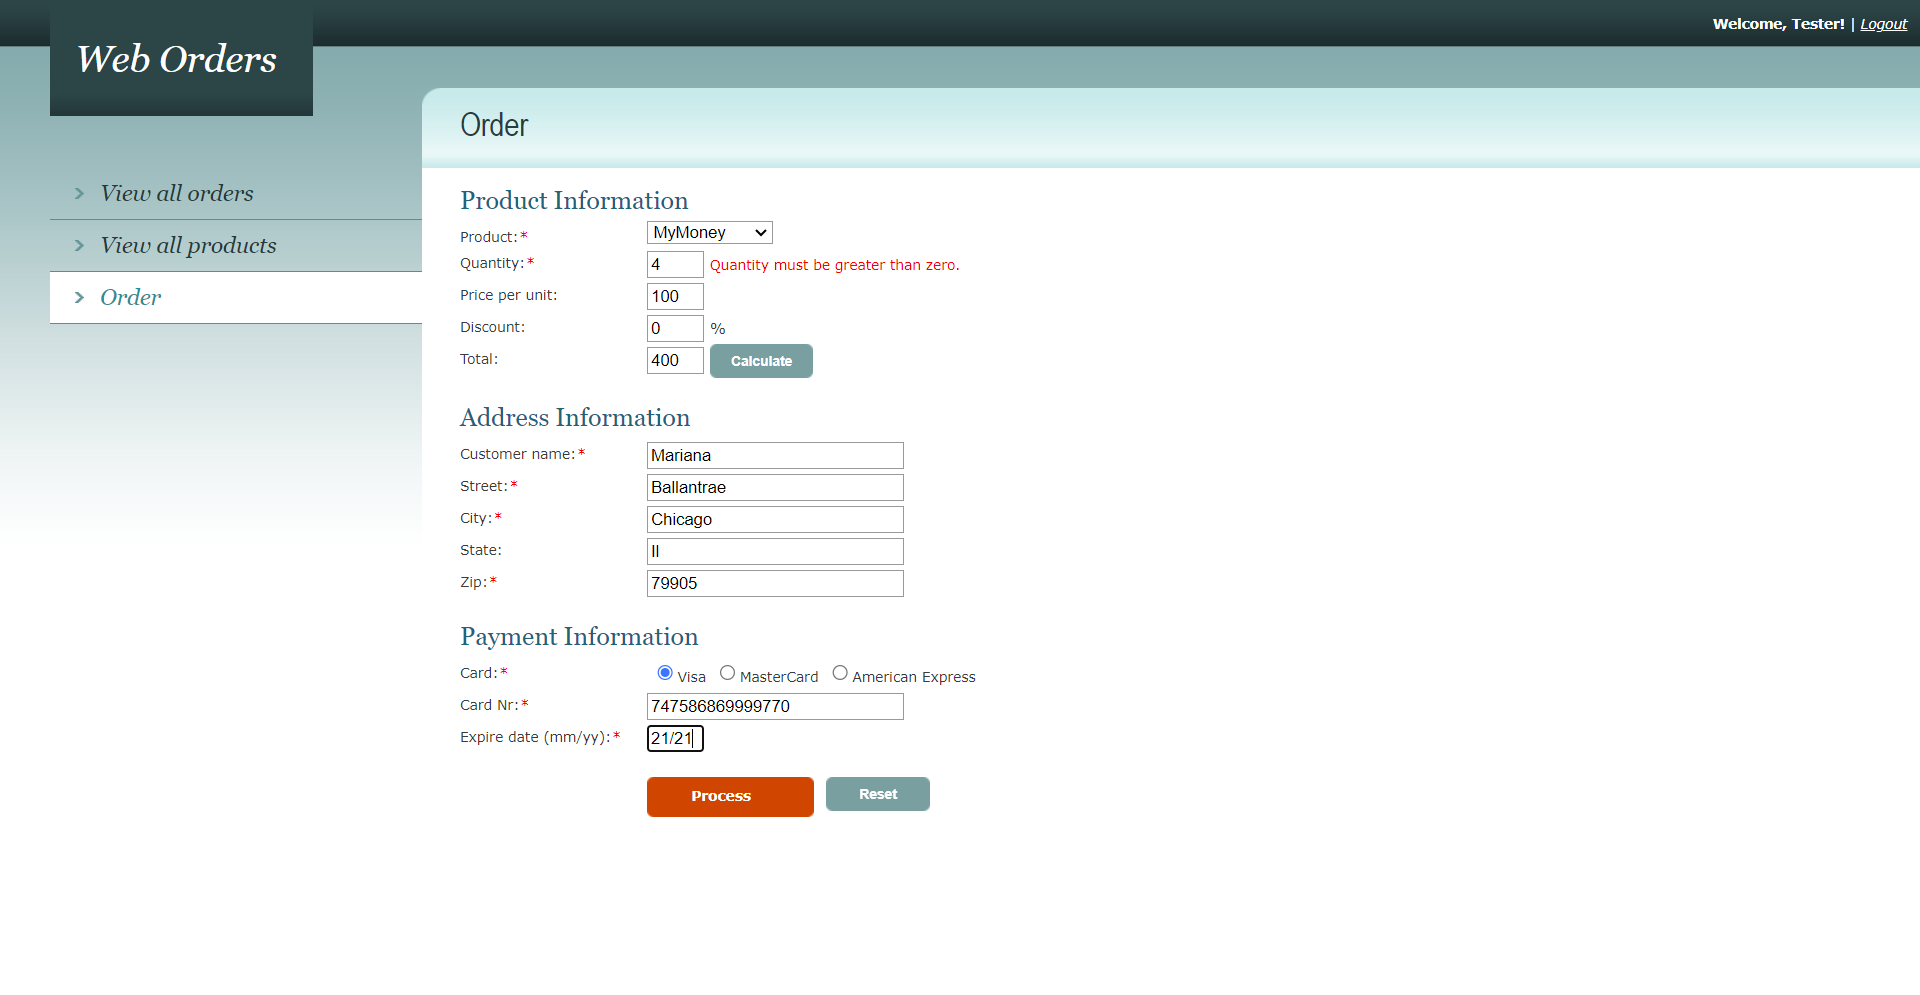 Welcome, Tester! | Logout
Web Orders
Order
View all orders
View all products
Order
Product Information
Product:* MyMoney
Quantity:* 4 Quantity must be greater than zero.
Price per unit: 100
Discount: 0 %
Total: 400 Calculate
Address Information
Customer name:* Mariana
Street:* Ballantrae
City:* Chicago
State: Il
Zip:* 79905
Payment Information
Card:* Visa MasterCard American Express
Card Nr:* 747586869999770
Expire date (mm/yy):* 21/21
Process Reset